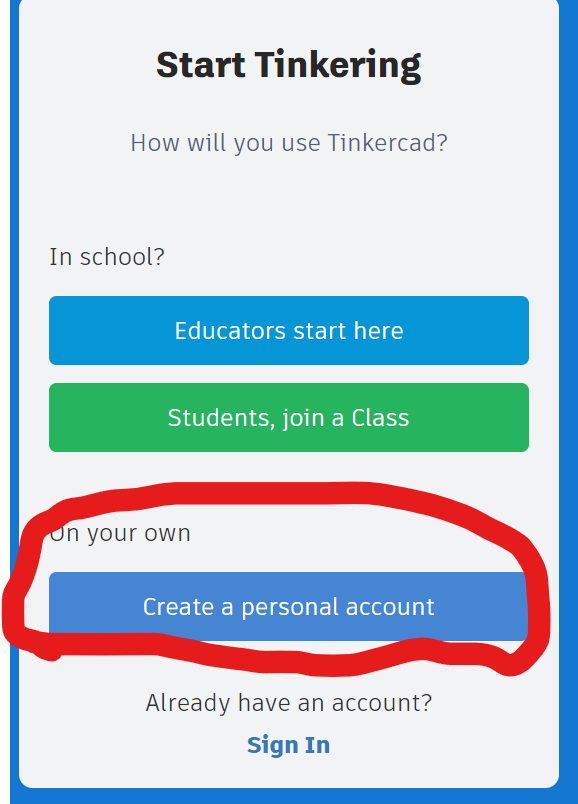 Start Tinkering
How will you use Tinkercad?
In school?
Educators start here
Students, join a Class
On your own
Create a personal account
Already have an account?
Sign In